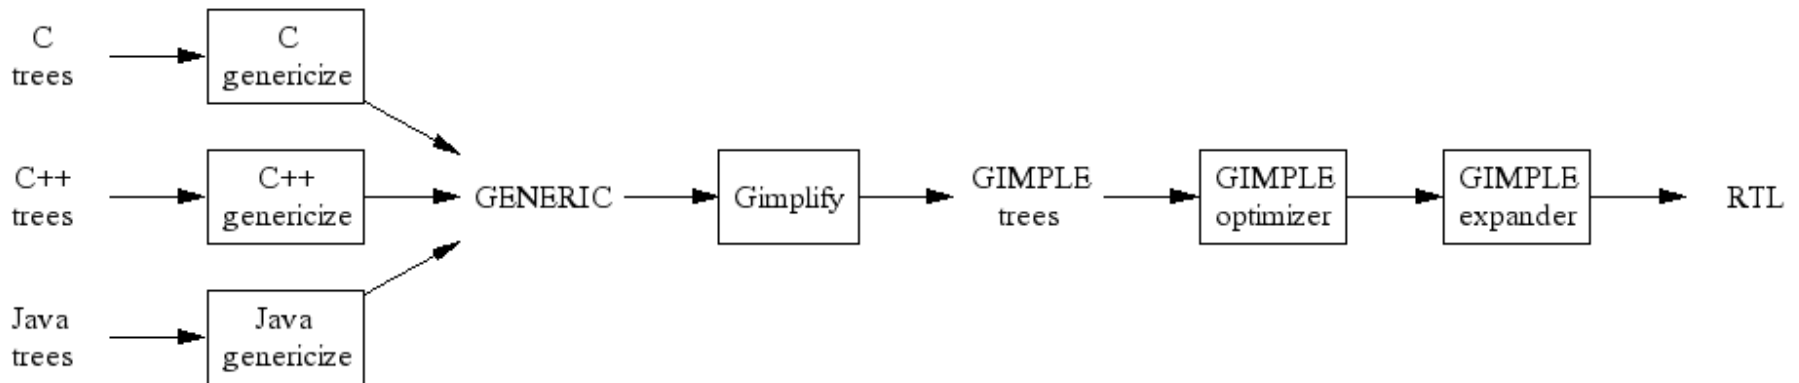 C
trees
C
genericize
C++
trees
C++
genericize
GENERIC
Gimplify
GIMPLE
trees
GIMPLE
optimizer
GIMPLE
expander
RTL
Java
trees
Java
genericize